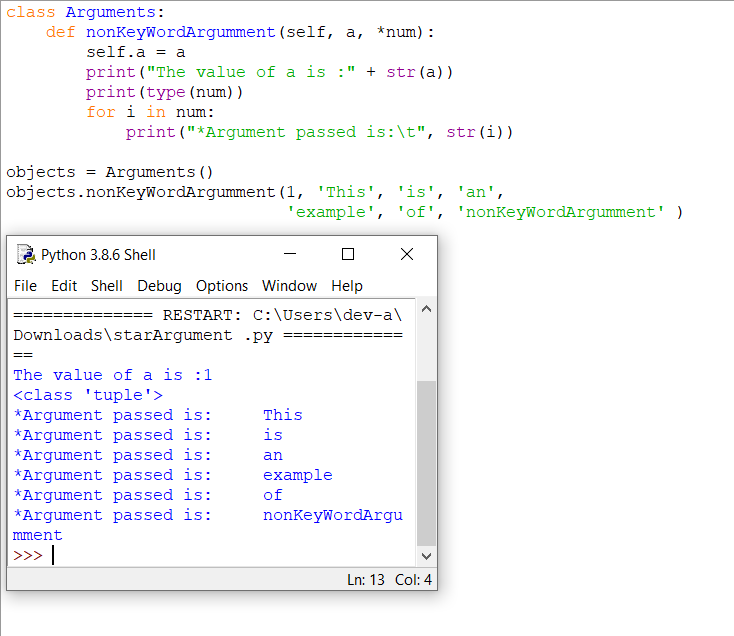 class Arguments:
    def nonKeyWordArgumment(self, a, *num):
        self.a = a
        print("The value of a is :" + str(a))
        print(type(num))
        for i in num:
            print("*Argument passed is:\t", str(i))

objects = Arguments()
objects.nonKeyWordArgumment(1, 'This', 'is', 'an',
                            'example', 'of', 'nonKeyWordArgumment' )
Python 3.8.6 Shell
File Edit Shell Debug Options Window Help
============== RESTART: C:\Users\dev-a\
Downloads\starArgument .py ============
==
The value of a is :1
<class 'tuple'>
*Argument passed is:     This
*Argument passed is:     is
*Argument passed is:     an
*Argument passed is:     example
*Argument passed is:     of
*Argument passed is:     nonKeyWordArgu
mment
>>>
Ln: 13 Col: 4